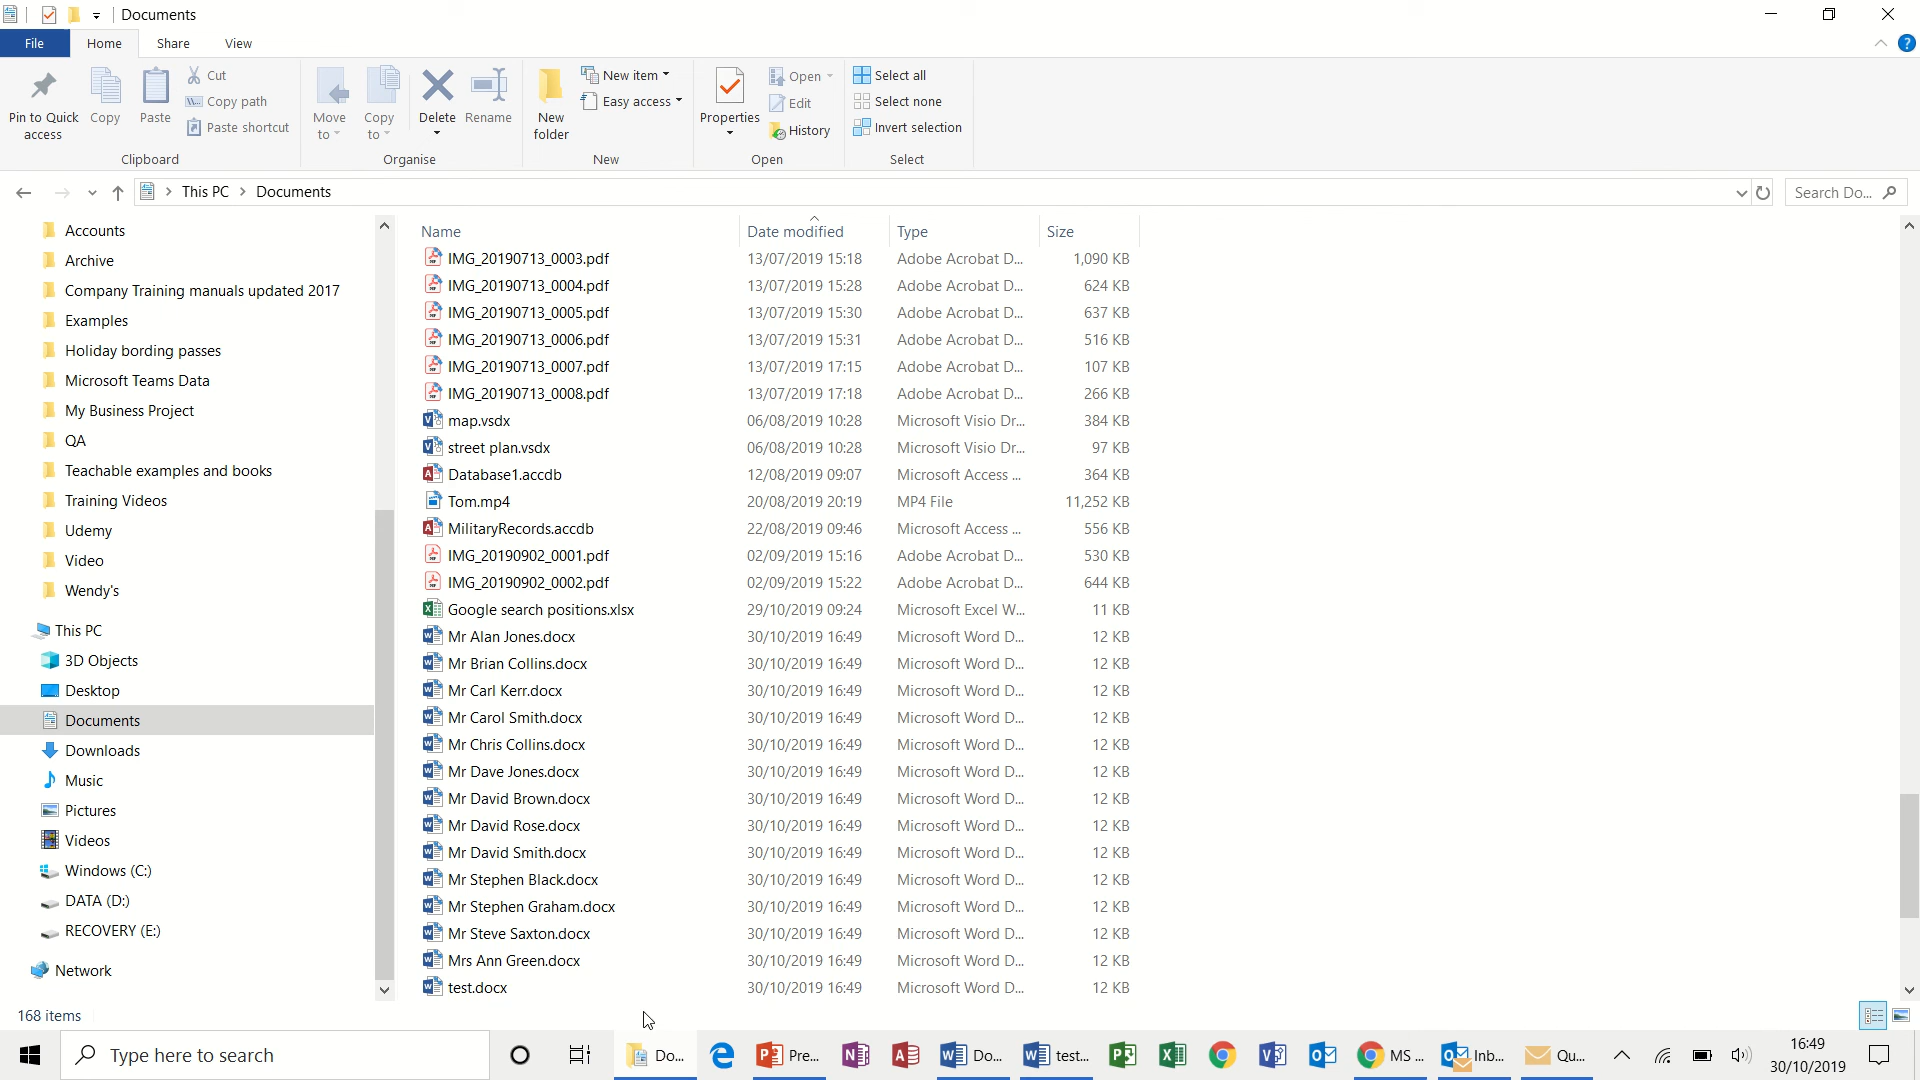 Documents
File Home Share View
Pin to Quick access
Copy
Paste
Cut
Copy path
Paste shortcut
Clipboard
Move to
Copy to
Delete
Rename
Organise
New folder
New item
Easy access
New
Properties
Open
Edit
History
Open
Select all
Select none
Invert selection
Select
This PC > Documents
Search Do...
Accounts
Archive
Company Training manuals updated 2017
Examples
Holiday bording passes
Microsoft Teams Data
My Business Project
QA
Teachable examples and books
Training Videos
Udemy
Video
Wendy's
This PC
3D Objects
Desktop
Documents
Downloads
Music
Pictures
Videos
Windows (C:)
DATA (D:)
RECOVERY (E:)
Network
Name Date modified Type Size
IMG_20190713_0003.pdf 13/07/2019 15:18 Adobe Acrobat D... 1,090 KB
IMG_20190713_0004.pdf 13/07/2019 15:28 Adobe Acrobat D... 624 KB
IMG_20190713_0005.pdf 13/07/2019 15:30 Adobe Acrobat D... 637 KB
IMG_20190713_0006.pdf 13/07/2019 15:31 Adobe Acrobat D... 516 KB
IMG_20190713_0007.pdf 13/07/2019 17:15 Adobe Acrobat D... 107 KB
IMG_20190713_0008.pdf 13/07/2019 17:18 Adobe Acrobat D... 266 KB
map.vsdx 06/08/2019 10:28 Microsoft Visio Dr... 384 KB
street plan.vsdx 06/08/2019 10:28 Microsoft Visio Dr... 97 KB
Database1.accdb 12/08/2019 09:07 Microsoft Access ... 364 KB
Tom.mp4 20/08/2019 20:19 MP4 File 11,252 KB
MilitaryRecords.accdb 22/08/2019 09:46 Microsoft Access ... 556 KB
IMG_20190902_0001.pdf 02/09/2019 15:16 Adobe Acrobat D... 530 KB
IMG_20190902_0002.pdf 02/09/2019 15:22 Adobe Acrobat D... 644 KB
Google search positions.xlsx 29/10/2019 09:24 Microsoft Excel W... 11 KB
Mr Alan Jones.docx 30/10/2019 16:49 Microsoft Word D... 12 KB
Mr Brian Collins.docx 30/10/2019 16:49 Microsoft Word D... 12 KB
Mr Carl Kerr.docx 30/10/2019 16:49 Microsoft Word D... 12 KB
Mr Carol Smith.docx 30/10/2019 16:49 Microsoft Word D... 12 KB
Mr Chris Collins.docx 30/10/2019 16:49 Microsoft Word D... 12 KB
Mr Dave Jones.docx 30/10/2019 16:49 Microsoft Word D... 12 KB
Mr David Brown.docx 30/10/2019 16:49 Microsoft Word D... 12 KB
Mr David Rose.docx 30/10/2019 16:49 Microsoft Word D... 12 KB
Mr David Smith.docx 30/10/2019 16:49 Microsoft Word D... 12 KB
Mr Stephen Black.docx 30/10/2019 16:49 Microsoft Word D... 12 KB
Mr Stephen Graham.docx 30/10/2019 16:49 Microsoft Word D... 12 KB
Mr Steve Saxton.docx 30/10/2019 16:49 Microsoft Word D... 12 KB
Mrs Ann Green.docx 30/10/2019 16:49 Microsoft Word D... 12 KB
test.docx 30/10/2019 16:49 Microsoft Word D... 12 KB
168 items
Type here to search
Do... Pre... Do... test... MS ... Inb... Qu...
16:49
30/10/2019